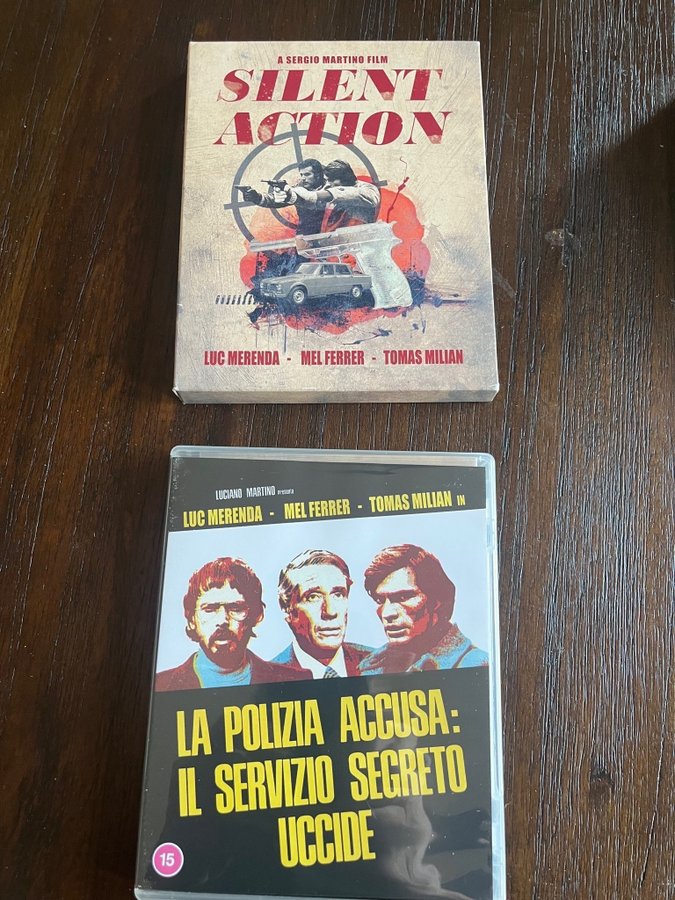 A SERGIO MARTINO FILM
SILENT
ACTION
LUC MERENDA - MEL FERRER - TOMAS MILIAN
LUCIANO MARTINO presenta
LUC MERENDA - MEL FERRER - TOMAS MILIAN IN
LA POLIZIA ACCUSA:
IL SERVIZIO SEGRETO
UCCIDE
15